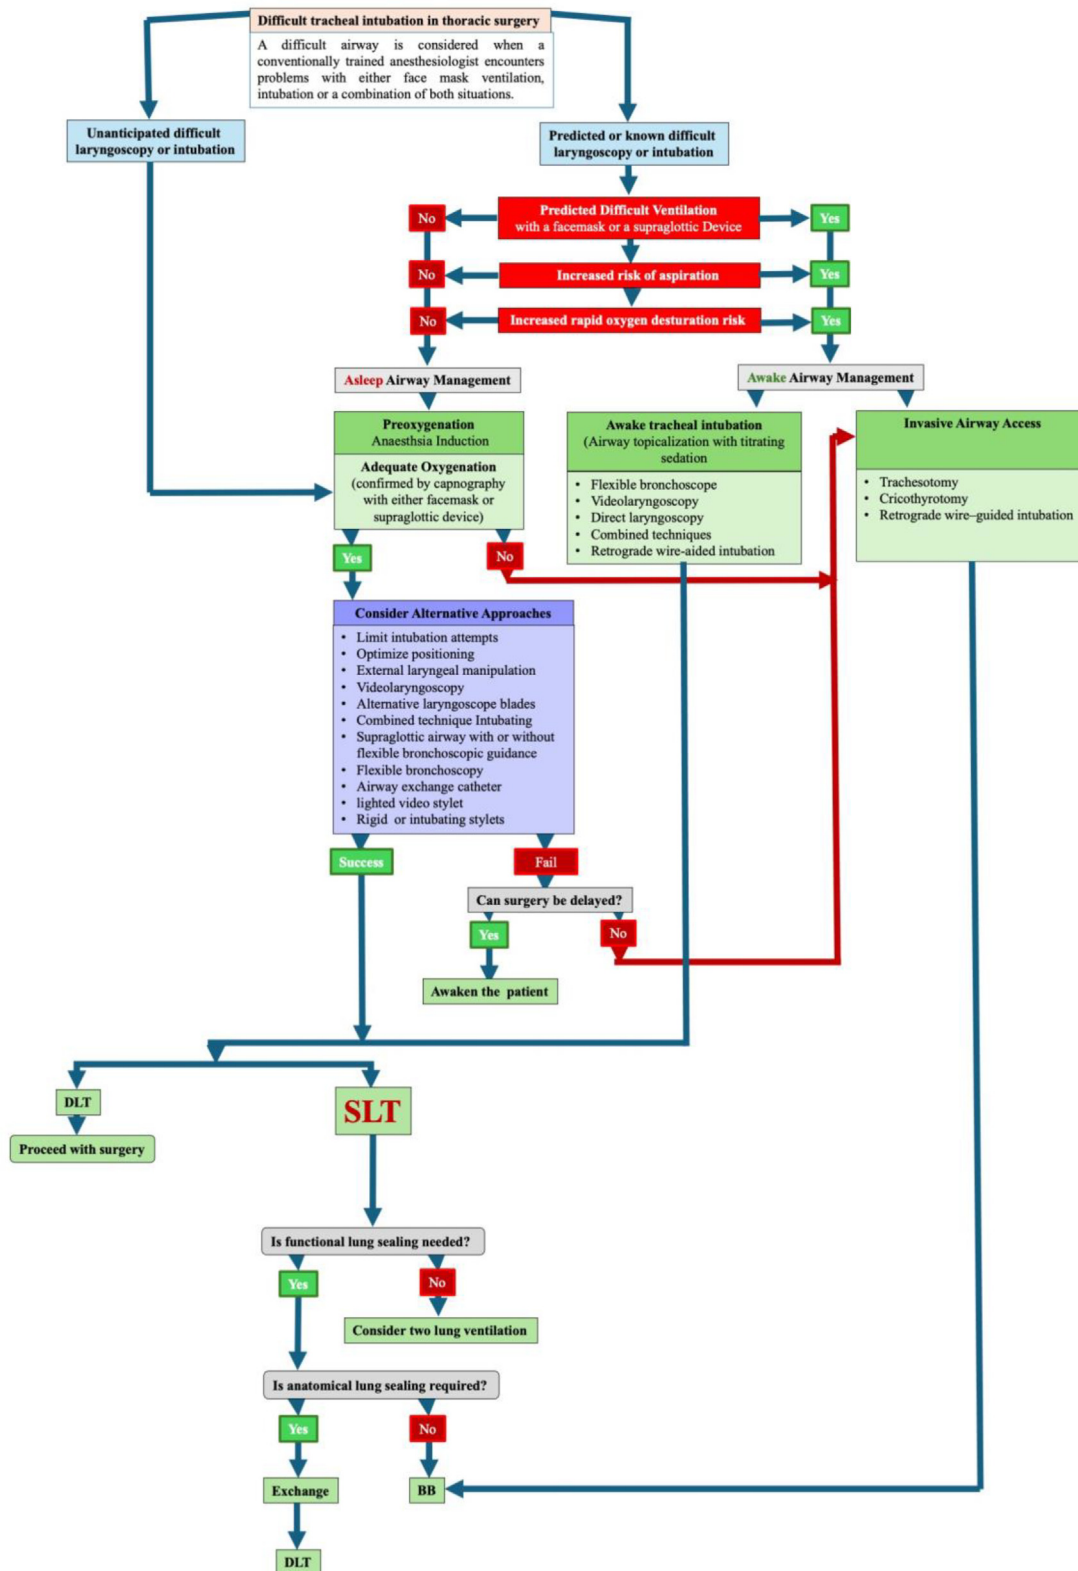 Difficult tracheal intubation in thoracic surgery
A difficult airway is considered when a
conventionally trained anesthesiologist encounters
problems with either face mask ventilation,
intubation or a combination of both situations.
Unanticipated difficult
laryngoscopy or intubation
Predicted or known difficult
laryngoscopy or intubation
No
Predicted Difficult Ventilation
with a facemask or a supraglottic Device
Yes
No
Increased risk of aspiration
Yes
No
Increased rapid oxygen desturation risk
Yes
Asleep Airway Management
Awake Airway Management
Preoxygenation
Anaesthsia Induction
Adequate Oxygenation
(confirmed by capnography
with either facemask or
supraglottic device)
Awake tracheal intubation
(Airway topicalization with titrating
sedation
• Flexible bronchoscope
• Videolaryngoscopy
• Direct laryngoscopy
• Combined techniques
• Retrograde wire-aided intubation
Invasive Airway Access
• Trachesotomy
• Cricothyrotomy
• Retrograde wire–guided intubation
Yes
No
Consider Alternative Approaches
• Limit intubation attempts
• Optimize positioning
• External laryngeal manipulation
• Videolaryngoscopy
• Alternative laryngoscope blades
• Combined technique Intubating
• Supraglottic airway with or without
flexible bronchoscopic guidance
• Flexible bronchoscopy
• Airway exchange catheter
• lighted video stylet
• Rigid or intubating stylets
Success
Fail
Can surgery be delayed?
Yes
No
Awaken the patient
DLT
Proceed with surgery
SLT
Is functional lung sealing needed?
Yes
No
Consider two lung ventilation
Is anatomical lung sealing required?
Yes
No
Exchange
BB
DLT